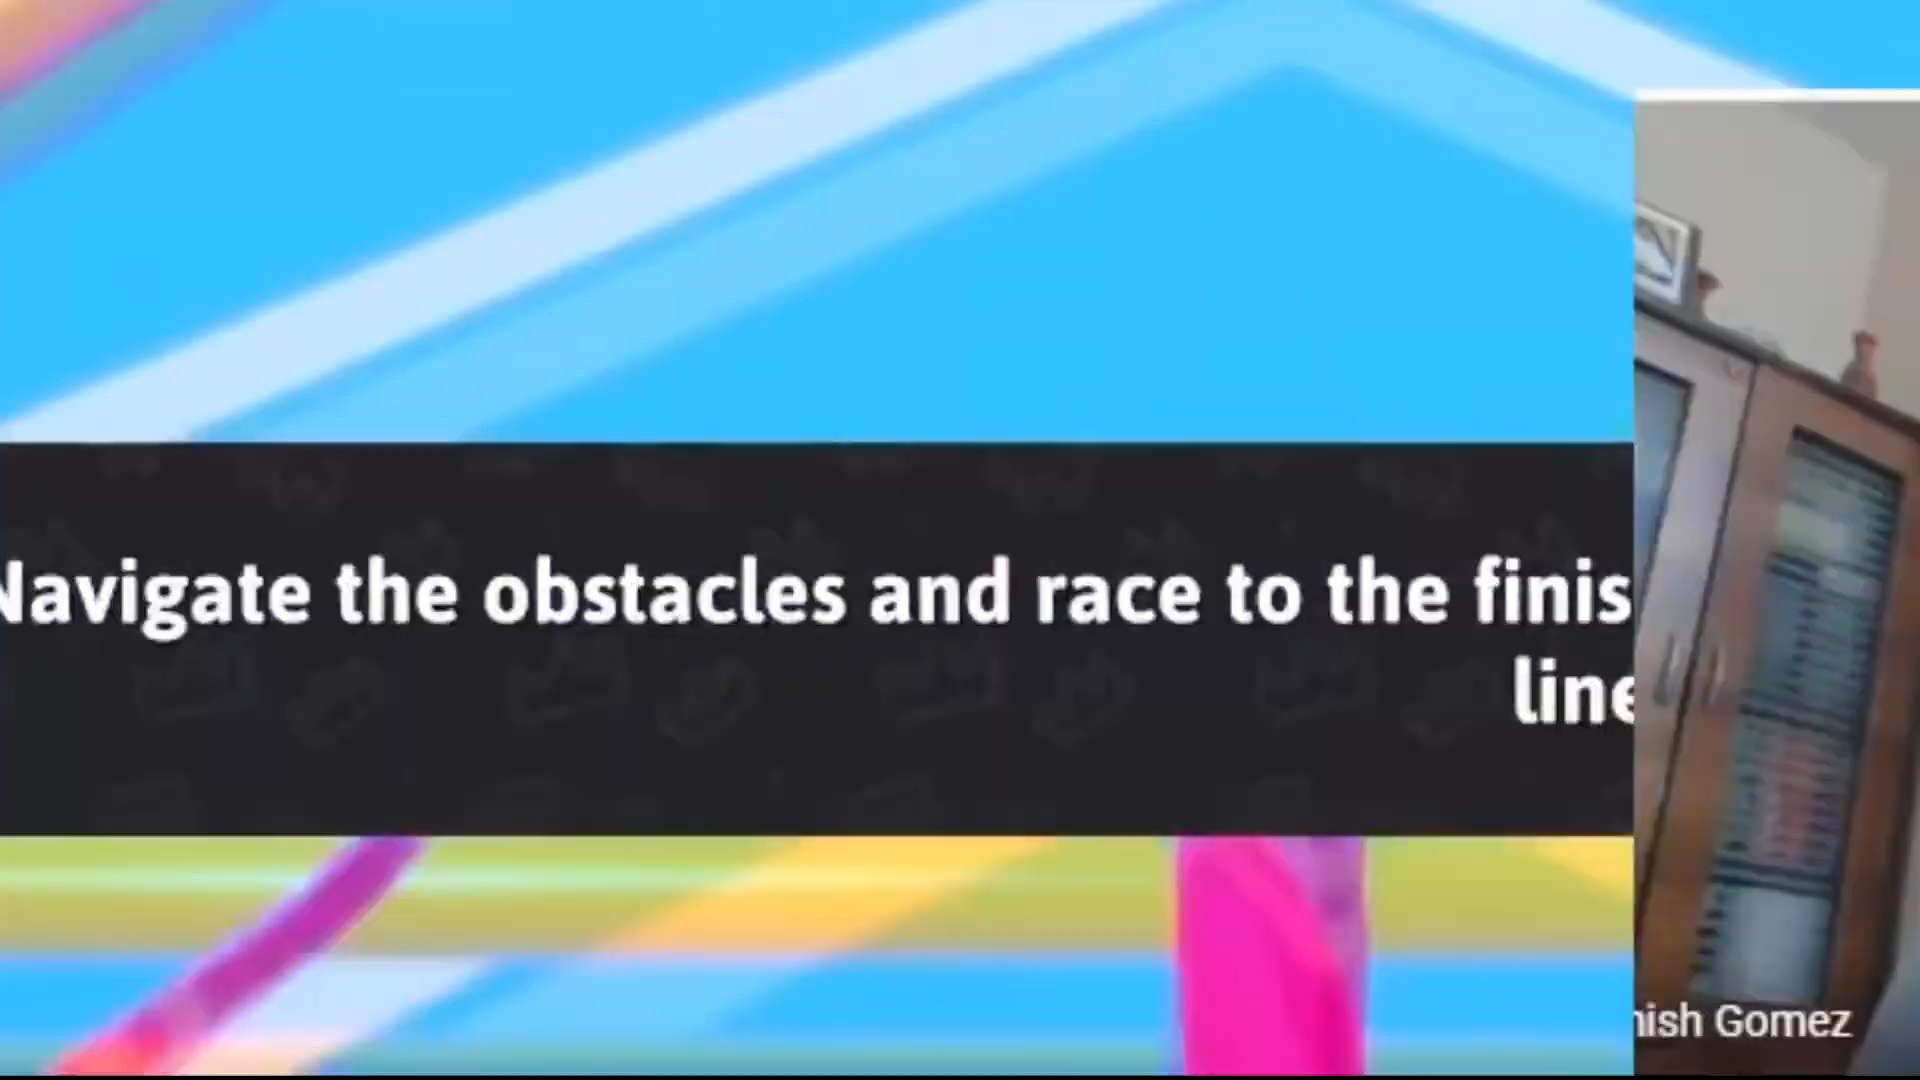 Navigate the obstacles and race to the finis
line
nish Gomez